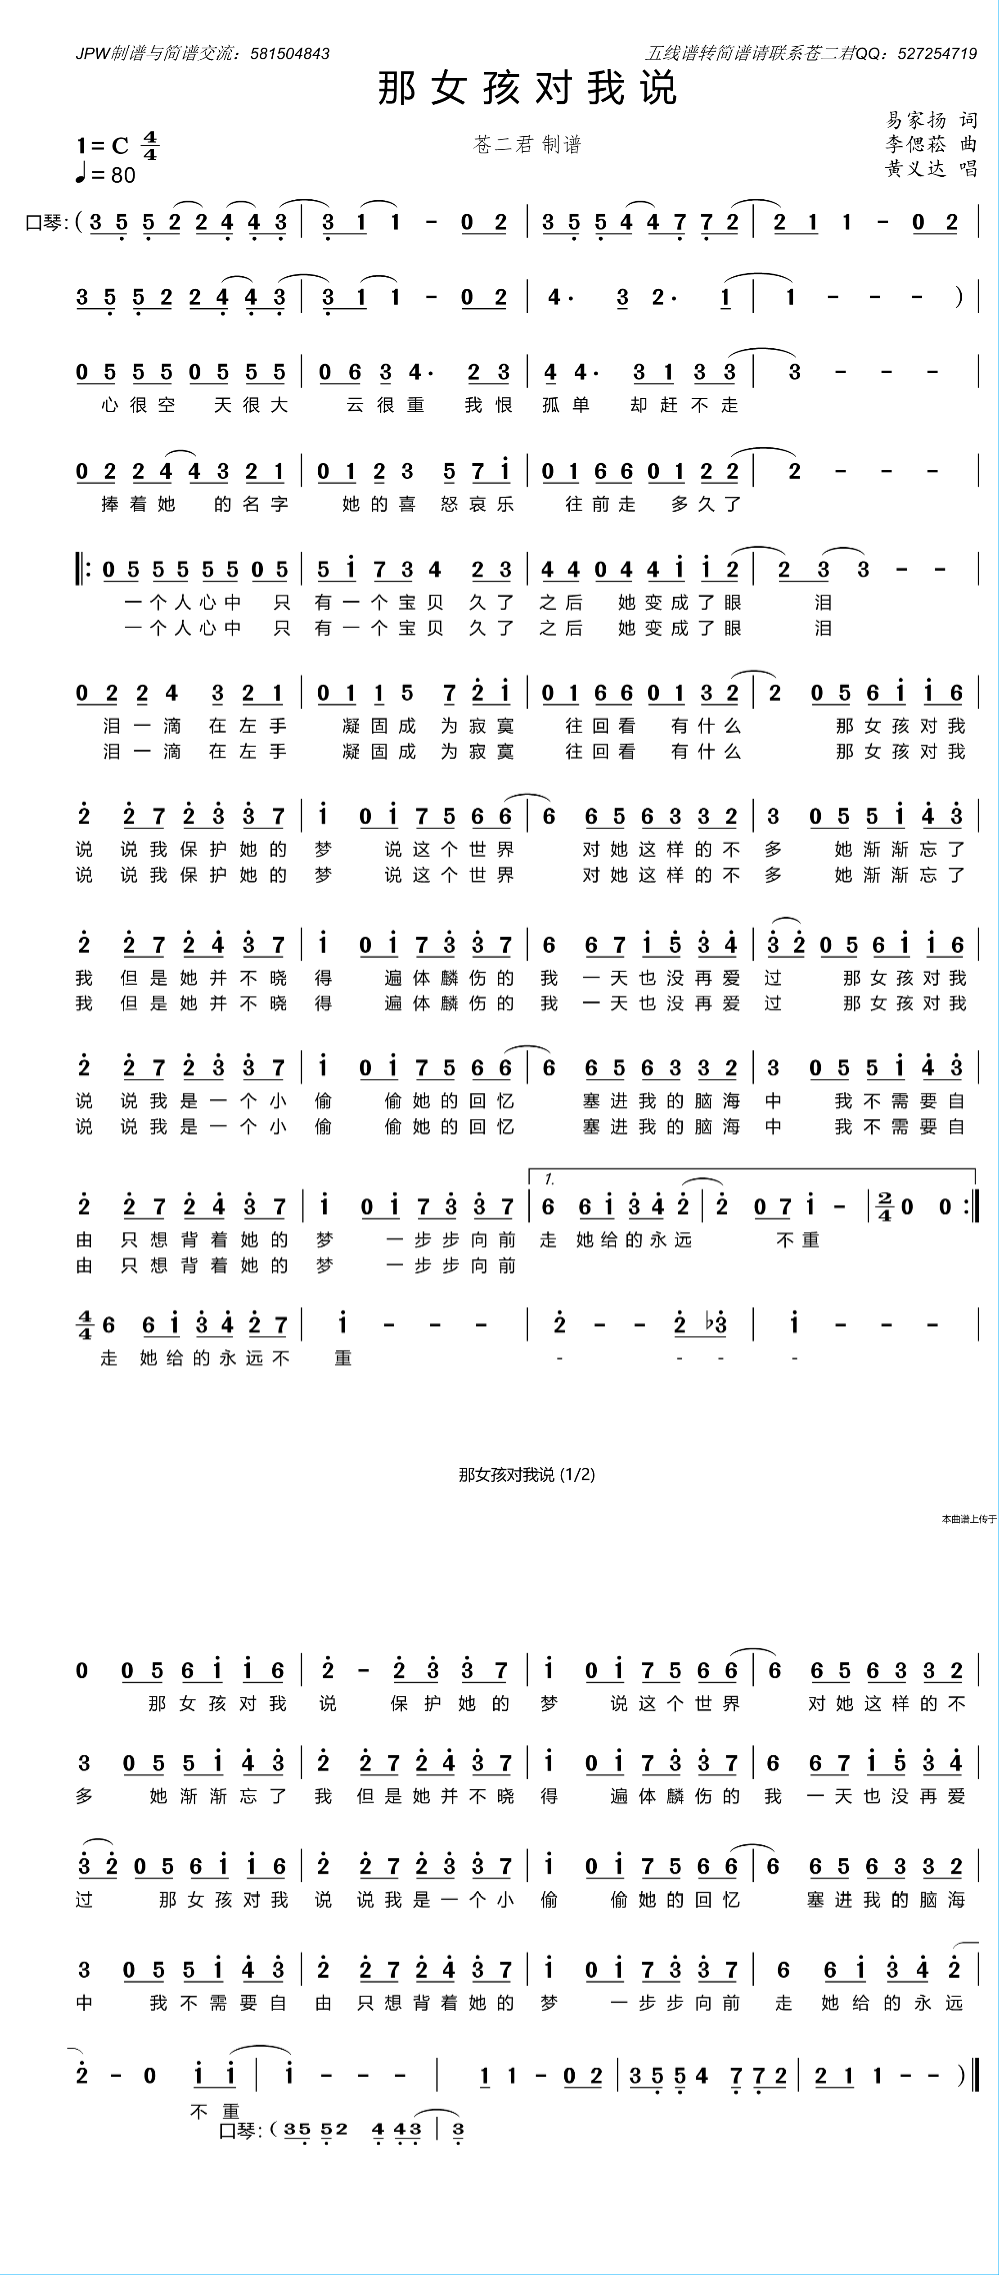 JPW制谱与简谱交流：581504843 五线谱转简谱请联系苍二君QQ：527254719
那女孩对我说
易家扬 词
1=C 4/4 苍二君 制谱 李偲菘 曲
♩=80 黄义达 唱
口琴:( 3 5 5 2 2 4 4 3 | 3 1 1 - 0 2 | 3 5 5 4 4 7 7 2 | 2 1 1 - 0 2 |
3 5 5 2 2 4 4 3 | 3 1 1 - 0 2 | 4· 3 2· 1 | 1 - - - )
0 5 5 5 0 5 5 5 | 0 6 3 4· 2 3 | 4 4· 3 1 3 3 | 3 - - - |
心很空 天很大 云很重 我恨 孤单 却赶不走
0 2 2 4 4 3 2 1 | 0 1 2 3 5 7 1 | 0 1 6 6 0 1 2 2 | 2 - - - |
捧着她 的名字 她的喜 怒哀乐 往前走 多久了
‖: 0 5 5 5 5 5 0 5 | 5 1 7 3 4 2 3 | 4 4 0 4 4 1 1 2 | 2 3 3 - - |
一个人心中 只 有一个宝贝 久了 之后 她变成了眼 泪
一个人心中 只 有一个宝贝 久了 之后 她变成了眼 泪
0 2 2 4 3 2 1 | 0 1 1 5 7 2 1 | 0 1 6 6 0 1 3 2 | 2 0 5 6 1 1 6
泪一滴 在左手 凝固成 为寂寞 往回看 有什么 那女孩对我
泪一滴 在左手 凝固成 为寂寞 往回看 有什么 那女孩对我
2 2 7 2 3 3 7 | 1 0 1 7 5 6 6 | 6 6 5 6 3 3 2 | 3 0 5 5 1 4 3 |
说 说我保护她的 梦 说这个世界 对她这样的不 多 她渐渐忘了
说 说我保护她的 梦 说这个世界 对她这样的不 多 她渐渐忘了
2 2 7 2 4 3 7 | 1 0 1 7 3 3 7 | 6 6 7 1 5 3 4 | 3 2 0 5 6 1 1 6 |
我 但是她并不晓 得 遍体麟伤的 我 一天也没再爱 过 那女孩对我
我 但是她并不晓 得 遍体麟伤的 我 一天也没再爱 过 那女孩对我
2 2 7 2 3 3 7 | 1 0 1 7 5 6 6 | 6 6 5 6 3 3 2 | 3 0 5 5 1 4 3 |
说 说我是一个小 偷 偷她的回忆 塞进我的脑海 中 我不需要自
说 说我是一个小 偷 偷她的回忆 塞进我的脑海 中 我不需要自
1.
2 2 7 2 4 3 7 | 1 0 1 7 3 3 7 | 6 6 1 3 4 2 | 2 0 7 1 - | 2/4 0 0 :‖
由 只想背着她的 梦 一步步向前 走 她给的永远 不重
由 只想背着她的 梦 一步步向前
4/4 6 6 1 3 4 2 7 | 1 - - - | 2 - - 2 ♭3 | 1 - - - |
走 她给的永远不 重 - - - -
那女孩对我说 (1/2)
本曲谱上传于
0 0 5 6 1 1 6 | 2 - 2 3 3 7 | 1 0 1 7 5 6 6 | 6 6 5 6 3 3 2 |
那女孩对我 说 保护她的 梦 说这个世界 对她这样的不
3 0 5 5 1 4 3 | 2 2 7 2 4 3 7 | 1 0 1 7 3 3 7 | 6 6 7 1 5 3 4 |
多 她渐渐忘了 我 但是她并不晓 得 遍体麟伤的 我 一天也没再爱
3 2 0 5 6 1 1 6 | 2 2 7 2 3 3 7 | 1 0 1 7 5 6 6 | 6 6 5 6 3 3 2 |
过 那女孩对我 说 说我是一个小 偷 偷她的回忆 塞进我的脑海
3 0 5 5 1 4 3 | 2 2 7 2 4 3 7 | 1 0 1 7 3 3 7 | 6 6 1 3 4 2 |
中 我不需要自 由 只想背着她的 梦 一步步向前 走 她给的永远
2 - 0 1 1 | 1 - - - | 1 1 - 0 2 | 3 5 5 4 7 7 2 | 2 1 1 - - )‖
不重
口琴:( 3 5 5 2 4 4 3 | 3